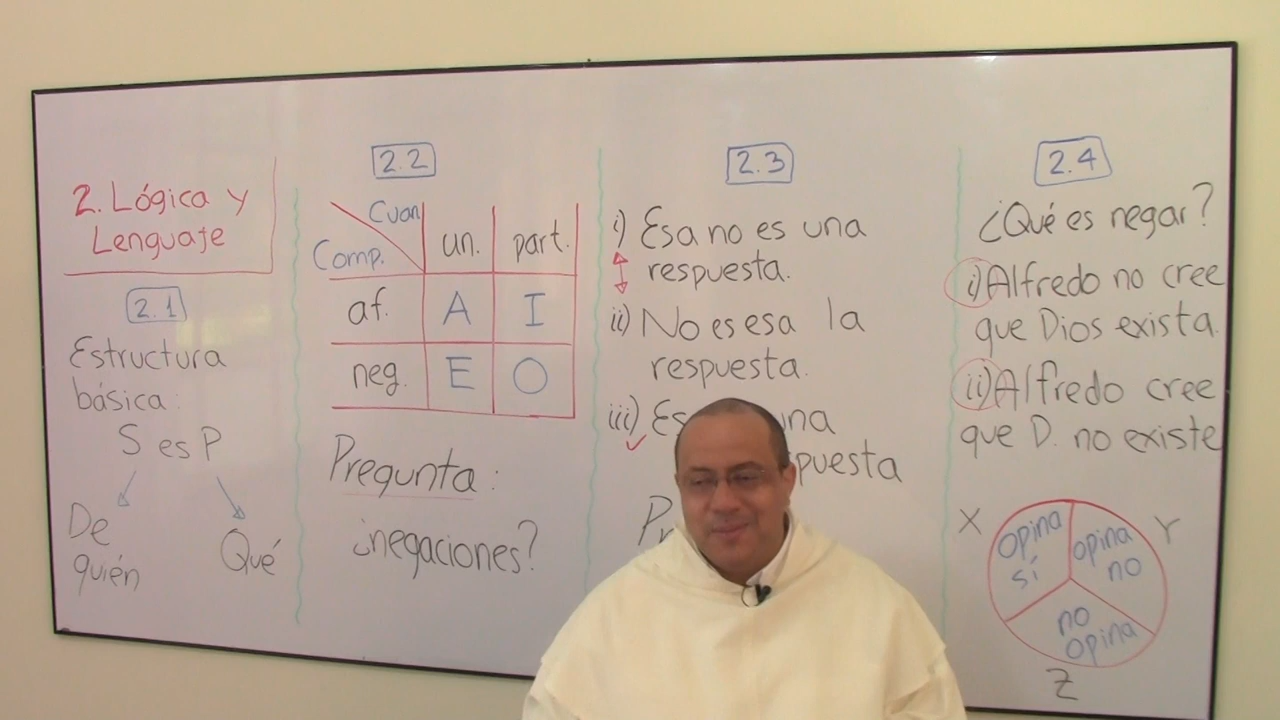 2. Lógica y
Lenguaje
2.1
Estructura
básica:
S es P
De
quién
Qué
2.2
Cuan
Comp.
un. part.
af. A I
neg. E O
Pregunta:
¿negaciones?
2.3
i) Esa no es una
respuesta.
ii) No es esa la
respuesta.
iii)
2.4
¿Qué es negar?
i) Alfredo no cree
que Dios exista.
ii) Alfredo cree
que D. no existe
X
opina
sí
Y
opina
no
no
opina
Z